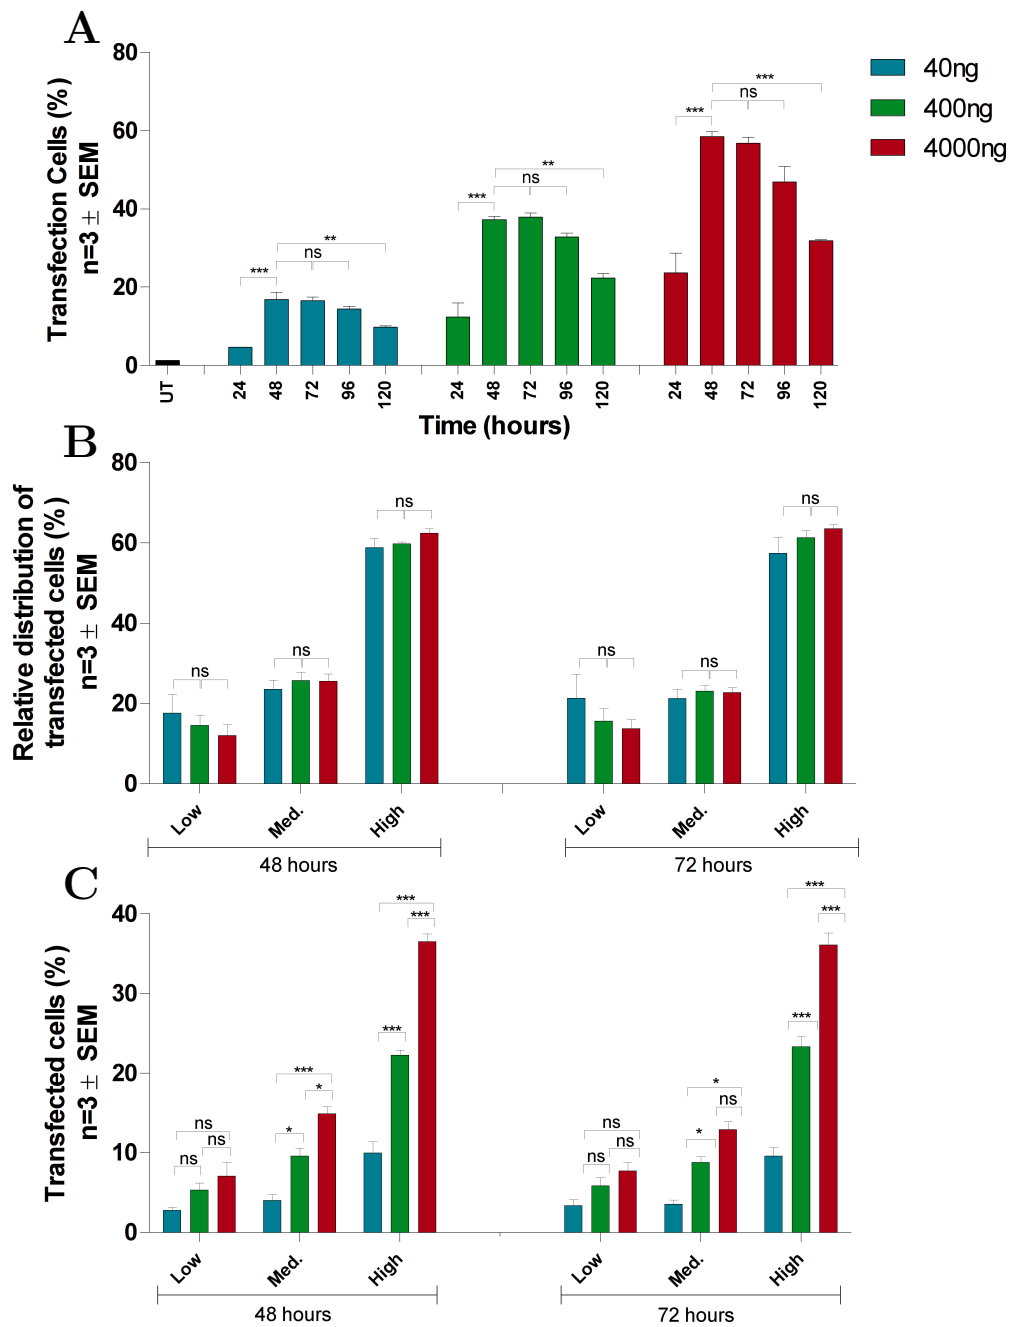 A
Transfection Cells (%)
n=3 ± SEM
80
60
40
20
0
*** ns **
*** ns **
*** ns ***
40ng
400ng
4000ng
UT 24 48 72 96 120 24 48 72 96 120 24 48 72 96 120
Time (hours)
B
Relative distribution of
transfected cells (%)
n=3 ± SEM
80
60
40
20
0
ns ns ns ns ns ns
Low Med. High Low Med. High
48 hours 72 hours
C
Transfected cells (%)
n=3 ± SEM
40
30
20
10
0
ns ns ns
* * ***
*** *** ***
ns ns ns
* ns *
*** *** ***
Low Med. High Low Med. High
48 hours 72 hours